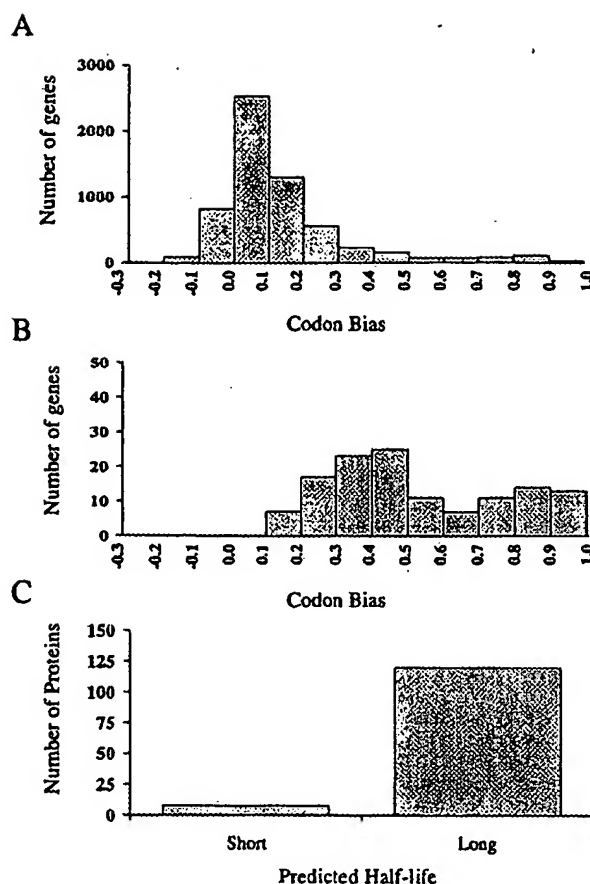 A
Number of genes
3000
2000
1000
0
-0.3 -0.2 -0.1 0.0 0.1 0.2 0.3 0.4 0.5 0.6 0.7 0.8 0.9 1.0
Codon Bias
B
Number of genes
50
40
30
20
10
0
-0.3 -0.2 -0.1 0.0 0.1 0.2 0.3 0.4 0.5 0.6 0.7 0.8 0.9 1.0
Codon Bias
C
Number of Proteins
150
125
100
75
50
25
0
Short Long
Predicted Half-life